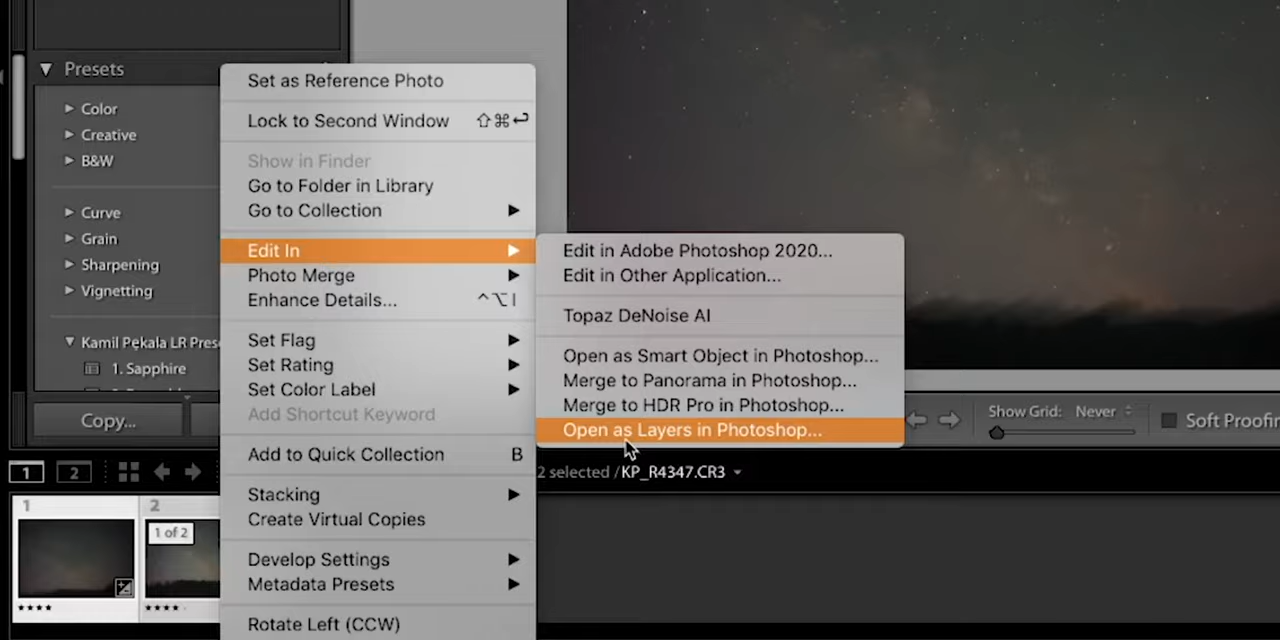 Presets
Color
Creative
B&W
Curve
Grain
Sharpening
Vignetting
Kamil Pękala LR Pres
1. Sapphire
Copy...
Set as Reference Photo
Lock to Second Window ⇧⌘↩
Show in Finder
Go to Folder in Library
Go to Collection
Edit In
Photo Merge
Enhance Details... ^⌥I
Set Flag
Set Rating
Set Color Label
Add Shortcut Keyword
Add to Quick Collection B
Stacking
Create Virtual Copies
Develop Settings
Metadata Presets
Rotate Left (CCW)
Edit in Adobe Photoshop 2020...
Edit in Other Application...
Topaz DeNoise AI
Open as Smart Object in Photoshop...
Merge to Panorama in Photoshop...
Merge to HDR Pro in Photoshop...
Open as Layers in Photoshop...
Show Grid: Never
Soft Proofin
1 2
2 selected / KP_R4347.CR3
1
2
1 of 2